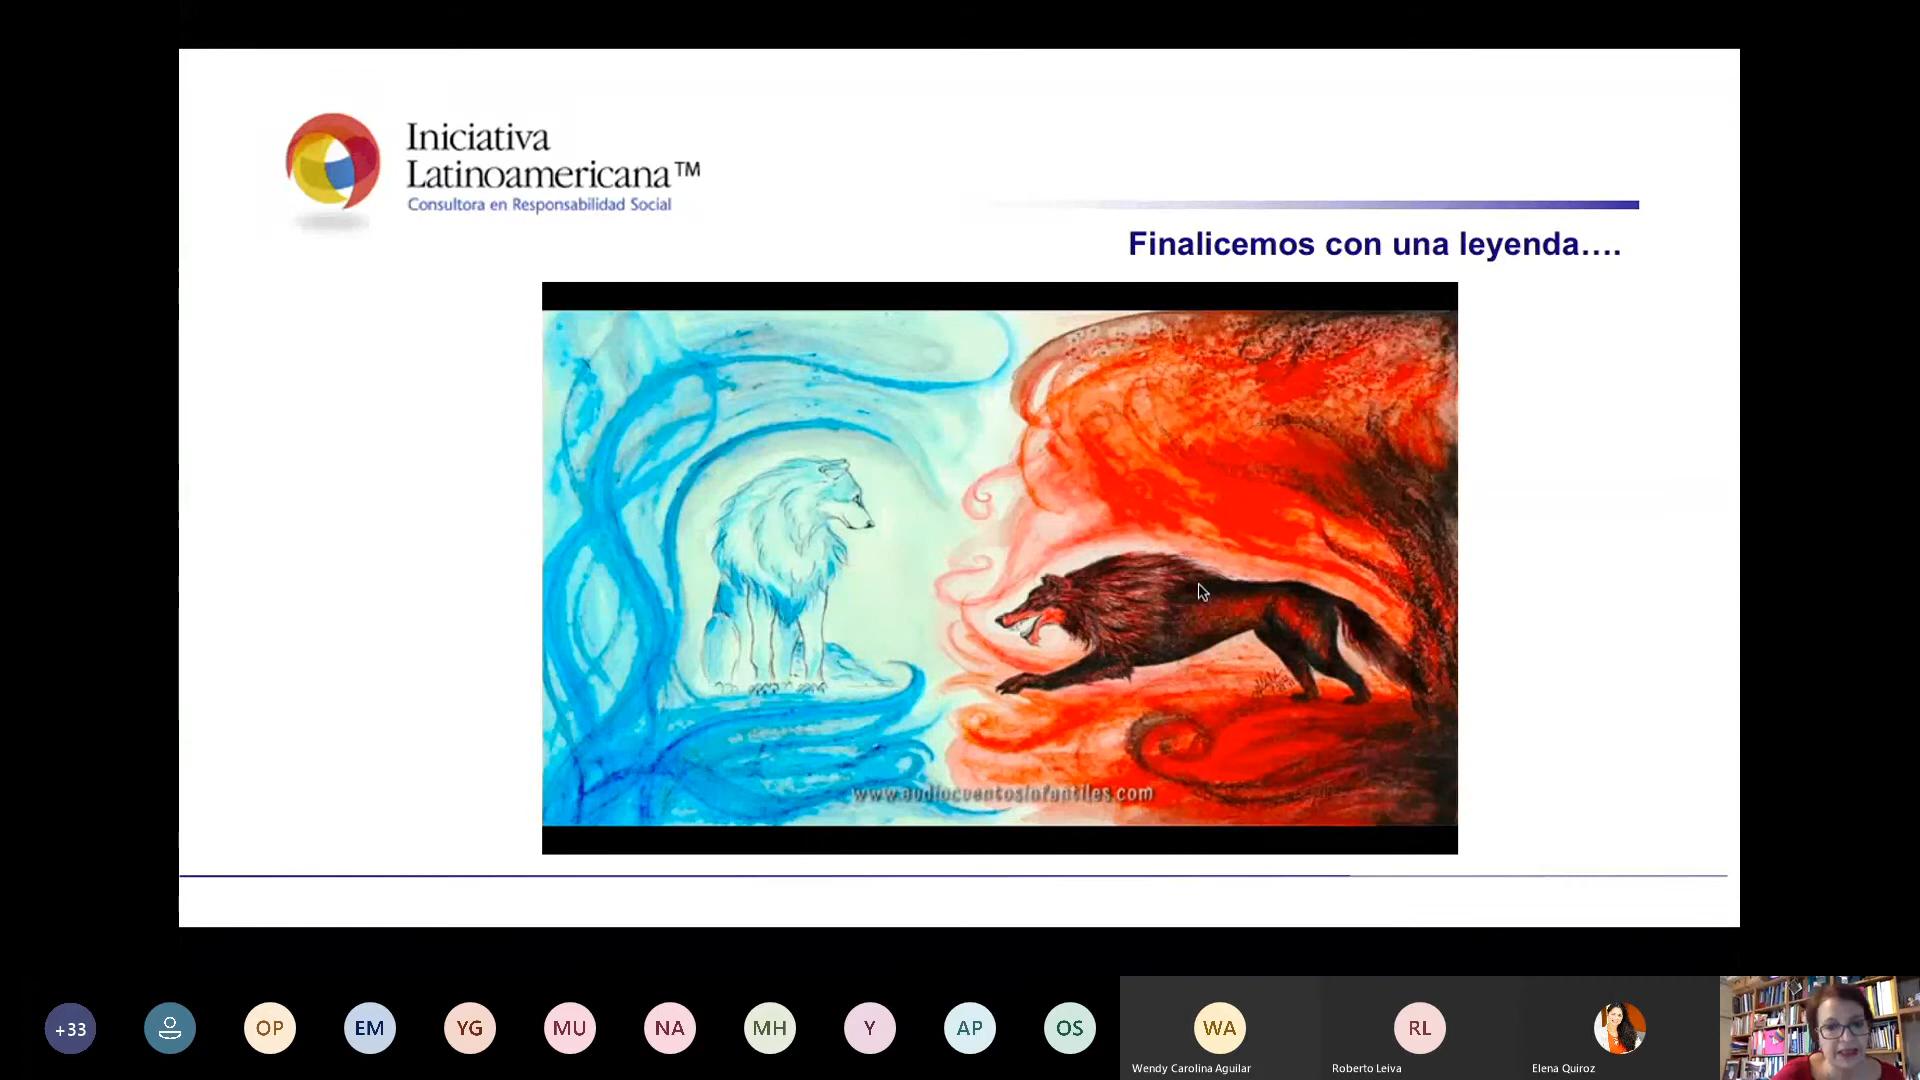 Iniciativa
Latinoamericana™
Consultora en Responsabilidad Social
Finalicemos con una leyenda....
www.audiocuentosinfantiles.com
+33
OP
EM
YG
MU
NA
MH
Y
AP
OS
WA
RL
Wendy Carolina Aguilar
Roberto Leiva
Elena Quiroz